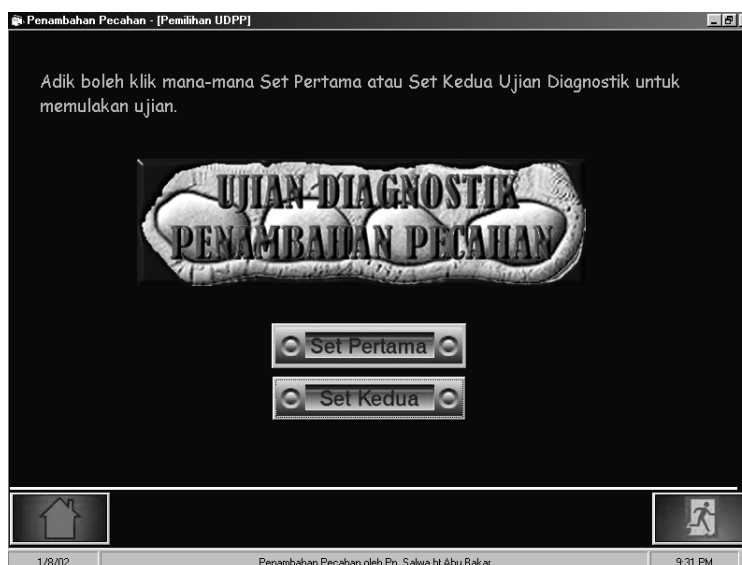 Penambahan Pecahan - [Pemilihan UDPP]
Adik boleh klik mana-mana Set Pertama atau Set Kedua Ujian Diagnostik untuk
memulakan ujian.
UJIAN DIAGNOSTIK
PENAMBAHAN PECAHAN
Set Pertama
Set Kedua
1/8/02
Penambahan Pecahan oleh Pn. Salwa bt Abu Bakar
9:31 PM